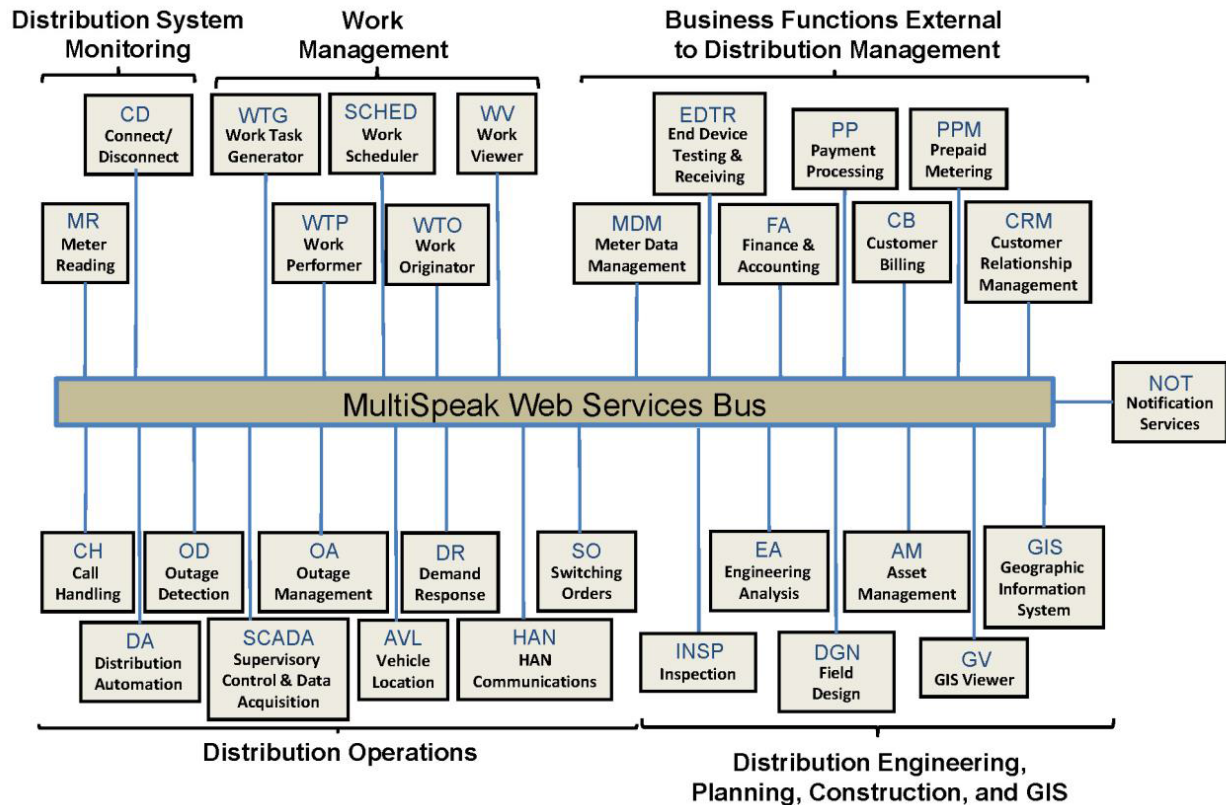 Distribution System
Monitoring
Work
Management
Business Functions External
to Distribution Management
CD
Connect/
Disconnect
WTG
Work Task
Generator
SCHED
Work
Scheduler
WV
Work
Viewer
EDTR
End Device
Testing &
Receiving
PP
Payment
Processing
PPM
Prepaid
Metering
MR
Meter
Reading
WTP
Work
Performer
WTO
Work
Originator
MDM
Meter Data
Management
FA
Finance &
Accounting
CB
Customer
Billing
CRM
Customer
Relationship
Management
MultiSpeak Web Services Bus
NOT
Notification
Services
CH
Call
Handling
OD
Outage
Detection
OA
Outage
Management
DR
Demand
Response
SO
Switching
Orders
EA
Engineering
Analysis
AM
Asset
Management
GIS
Geographic
Information
System
DA
Distribution
Automation
SCADA
Supervisory
Control & Data
Acquisition
AVL
Vehicle
Location
HAN
HAN
Communications
INSP
Inspection
DGN
Field
Design
GV
GIS Viewer
Distribution Operations
Distribution Engineering,
Planning, Construction, and GIS